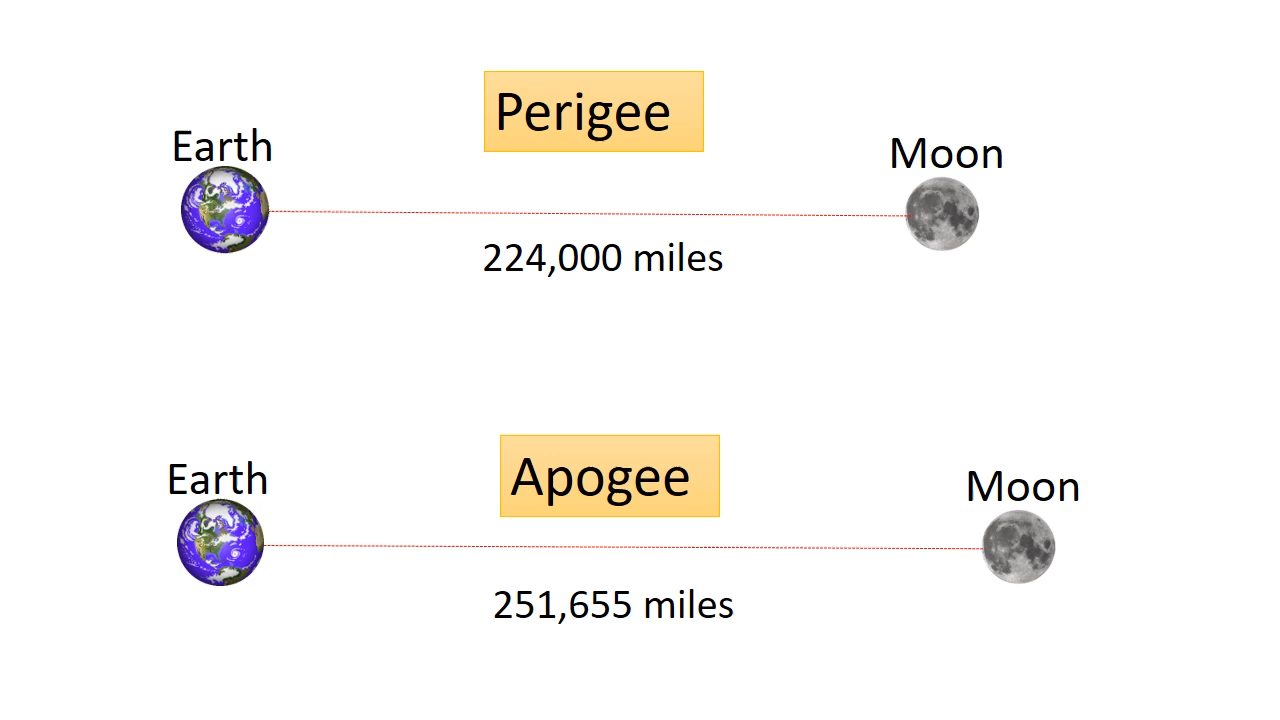 Perigee
Earth
Moon
224,000 miles
Apogee
Earth
Moon
251,655 miles